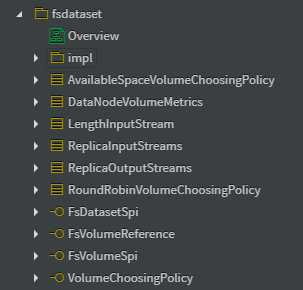 fsdataset
Overview
impl
AvailableSpaceVolumeChoosingPolicy
DataNodeVolumeMetrics
LengthInputStream
ReplicaInputStreams
ReplicaOutputStreams
RoundRobinVolumeChoosingPolicy
FsDatasetSpi
FsVolumeReference
FsVolumeSpi
VolumeChoosingPolicy